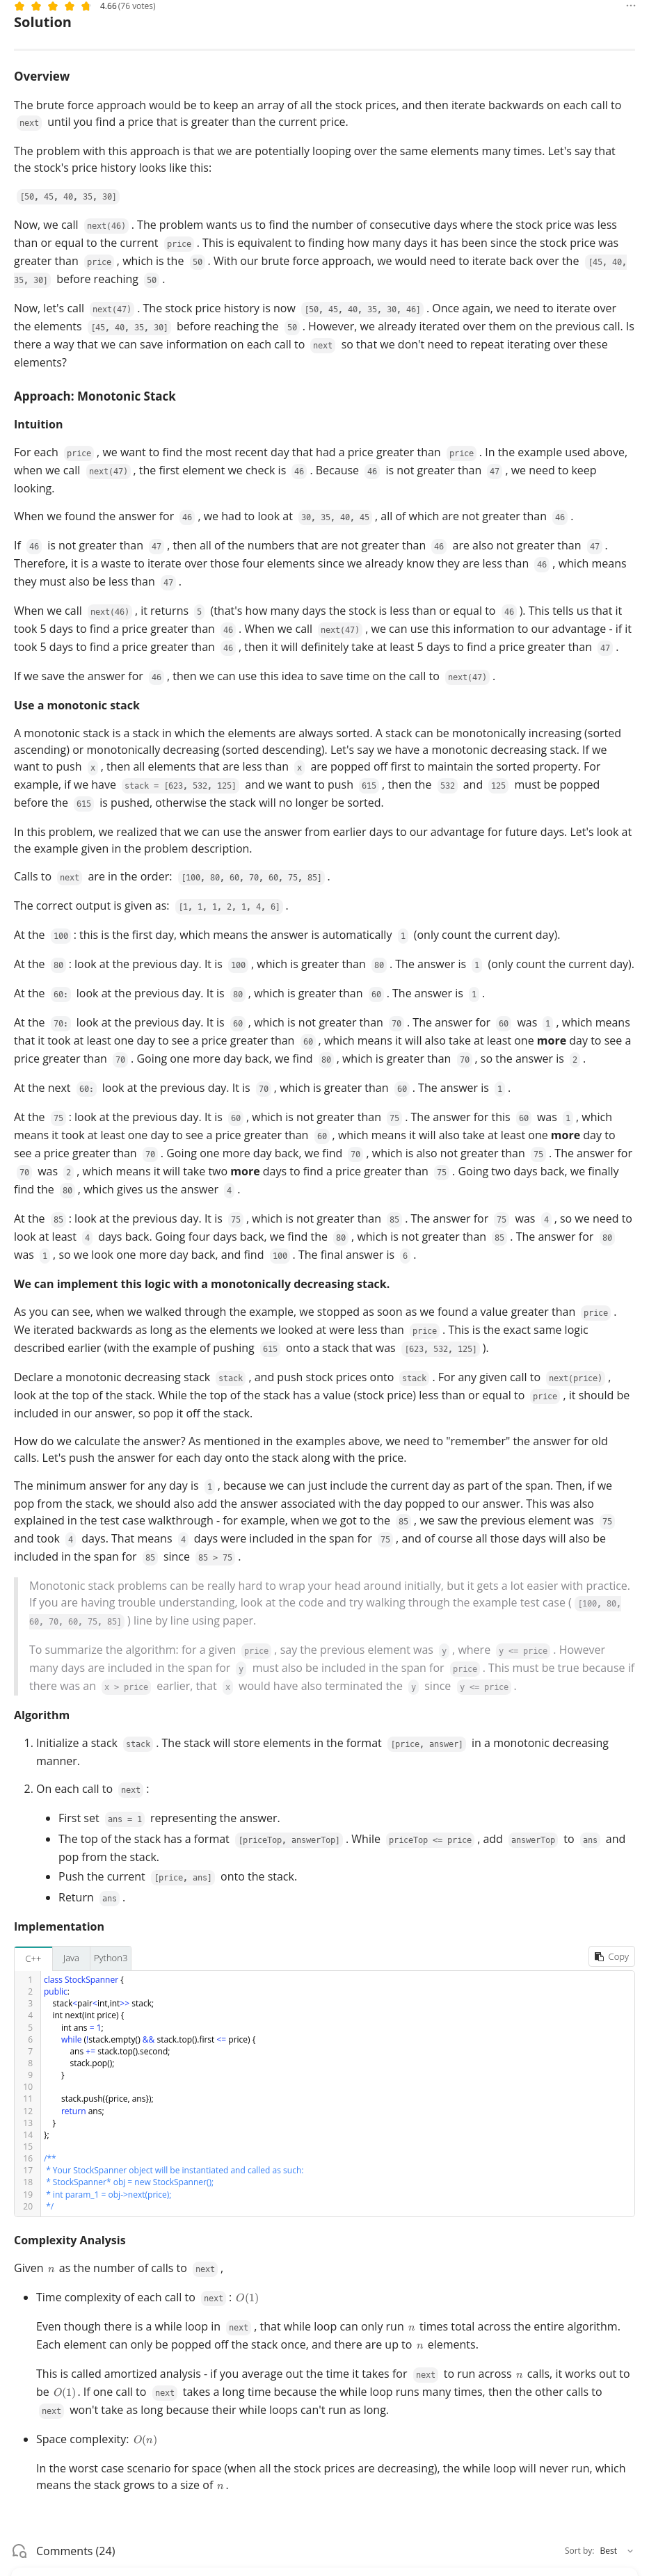 4.66 (76 votes)
Solution
Overview
The brute force approach would be to keep an array of all the stock prices, and then iterate backwards on each call to
next until you find a price that is greater than the current price.
The problem with this approach is that we are potentially looping over the same elements many times. Let's say that
the stock's price history looks like this:
[50, 45, 40, 35, 30]
Now, we call next(46) . The problem wants us to find the number of consecutive days where the stock price was less
than or equal to the current price . This is equivalent to finding how many days it has been since the stock price was
greater than price , which is the 50 . With our brute force approach, we would need to iterate back over the [45, 40,
35, 30] before reaching 50 .
Now, let's call next(47) . The stock price history is now [50, 45, 40, 35, 30, 46] . Once again, we need to iterate over
the elements [45, 40, 35, 30] before reaching the 50 . However, we already iterated over them on the previous call. Is
there a way that we can save information on each call to next so that we don't need to repeat iterating over these
elements?
Approach: Monotonic Stack
Intuition
For each price , we want to find the most recent day that had a price greater than price . In the example used above,
when we call next(47) , the first element we check is 46 . Because 46 is not greater than 47 , we need to keep
looking.
When we found the answer for 46 , we had to look at 30, 35, 40, 45 , all of which are not greater than 46 .
If 46 is not greater than 47 , then all of the numbers that are not greater than 46 are also not greater than 47 .
Therefore, it is a waste to iterate over those four elements since we already know they are less than 46 , which means
they must also be less than 47 .
When we call next(46) , it returns 5 (that's how many days the stock is less than or equal to 46 ). This tells us that it
took 5 days to find a price greater than 46 . When we call next(47) , we can use this information to our advantage - if it
took 5 days to find a price greater than 46 , then it will definitely take at least 5 days to find a price greater than 47 .
If we save the answer for 46 , then we can use this idea to save time on the call to next(47) .
Use a monotonic stack
A monotonic stack is a stack in which the elements are always sorted. A stack can be monotonically increasing (sorted
ascending) or monotonically decreasing (sorted descending). Let's say we have a monotonic decreasing stack. If we
want to push x , then all elements that are less than x are popped off first to maintain the sorted property. For
example, if we have stack = [623, 532, 125] and we want to push 615 , then the 532 and 125 must be popped
before the 615 is pushed, otherwise the stack will no longer be sorted.
In this problem, we realized that we can use the answer from earlier days to our advantage for future days. Let's look at
the example given in the problem description.
Calls to next are in the order: [100, 80, 60, 70, 60, 75, 85] .
The correct output is given as: [1, 1, 1, 2, 1, 4, 6] .
At the 100 : this is the first day, which means the answer is automatically 1 (only count the current day).
At the 80 : look at the previous day. It is 100 , which is greater than 80 . The answer is 1 (only count the current day).
At the 60: look at the previous day. It is 80 , which is greater than 60 . The answer is 1 .
At the 70: look at the previous day. It is 60 , which is not greater than 70 . The answer for 60 was 1 , which means
that it took at least one day to see a price greater than 60 , which means it will also take at least one more day to see a
price greater than 70 . Going one more day back, we find 80 , which is greater than 70 , so the answer is 2 .
At the next 60: look at the previous day. It is 70 , which is greater than 60 . The answer is 1 .
At the 75 : look at the previous day. It is 60 , which is not greater than 75 . The answer for this 60 was 1 , which
means it took at least one day to see a price greater than 60 , which means it will also take at least one more day to
see a price greater than 70 . Going one more day back, we find 70 , which is also not greater than 75 . The answer for
70 was 2 , which means it will take two more days to find a price greater than 75 . Going two days back, we finally
find the 80 , which gives us the answer 4 .
At the 85 : look at the previous day. It is 75 , which is not greater than 85 . The answer for 75 was 4 , so we need to
look at least 4 days back. Going four days back, we find the 80 , which is not greater than 85 . The answer for 80
was 1 , so we look one more day back, and find 100 . The final answer is 6 .
We can implement this logic with a monotonically decreasing stack.
As you can see, when we walked through the example, we stopped as soon as we found a value greater than price .
We iterated backwards as long as the elements we looked at were less than price . This is the exact same logic
described earlier (with the example of pushing 615 onto a stack that was [623, 532, 125] ).
Declare a monotonic decreasing stack stack , and push stock prices onto stack . For any given call to next(price) ,
look at the top of the stack. While the top of the stack has a value (stock price) less than or equal to price , it should be
included in our answer, so pop it off the stack.
How do we calculate the answer? As mentioned in the examples above, we need to "remember" the answer for old
calls. Let's push the answer for each day onto the stack along with the price.
The minimum answer for any day is 1 , because we can just include the current day as part of the span. Then, if we
pop from the stack, we should also add the answer associated with the day popped to our answer. This was also
explained in the test case walkthrough - for example, when we got to the 85 , we saw the previous element was 75
and took 4 days. That means 4 days were included in the span for 75 , and of course all those days will also be
included in the span for 85 since 85 > 75 .
Monotonic stack problems can be really hard to wrap your head around initially, but it gets a lot easier with practice.
If you are having trouble understanding, look at the code and try walking through the example test case ( [100, 80,
60, 70, 60, 75, 85] ) line by line using paper.
To summarize the algorithm: for a given price , say the previous element was y , where y <= price . However
many days are included in the span for y must also be included in the span for price . This must be true because if
there was an x > price earlier, that x would have also terminated the y since y <= price .
Algorithm
1. Initialize a stack stack . The stack will store elements in the format [price, answer] in a monotonic decreasing
manner.
2. On each call to next :
• First set ans = 1 representing the answer.
• The top of the stack has a format [priceTop, answerTop] . While priceTop <= price , add answerTop to ans and
pop from the stack.
• Push the current [price, ans] onto the stack.
• Return ans .
Implementation
C++ Java Python3 Copy
1 class StockSpanner {
2 public:
3 stack<pair<int,int>> stack;
4 int next(int price) {
5 int ans = 1;
6 while (!stack.empty() && stack.top().first <= price) {
7 ans += stack.top().second;
8 stack.pop();
9 }
10
11 stack.push({price, ans});
12 return ans;
13 }
14 };
15
16 /**
17 * Your StockSpanner object will be instantiated and called as such:
18 * StockSpanner* obj = new StockSpanner();
19 * int param_1 = obj->next(price);
20 */
Complexity Analysis
Given n as the number of calls to next ,
• Time complexity of each call to next : O(1)
Even though there is a while loop in next , that while loop can only run n times total across the entire algorithm.
Each element can only be popped off the stack once, and there are up to n elements.
This is called amortized analysis - if you average out the time it takes for next to run across n calls, it works out to
be O(1). If one call to next takes a long time because the while loop runs many times, then the other calls to
next won't take as long because their while loops can't run as long.
• Space complexity: O(n)
In the worst case scenario for space (when all the stock prices are decreasing), the while loop will never run, which
means the stack grows to a size of n.
Comments (24) Sort by: Best